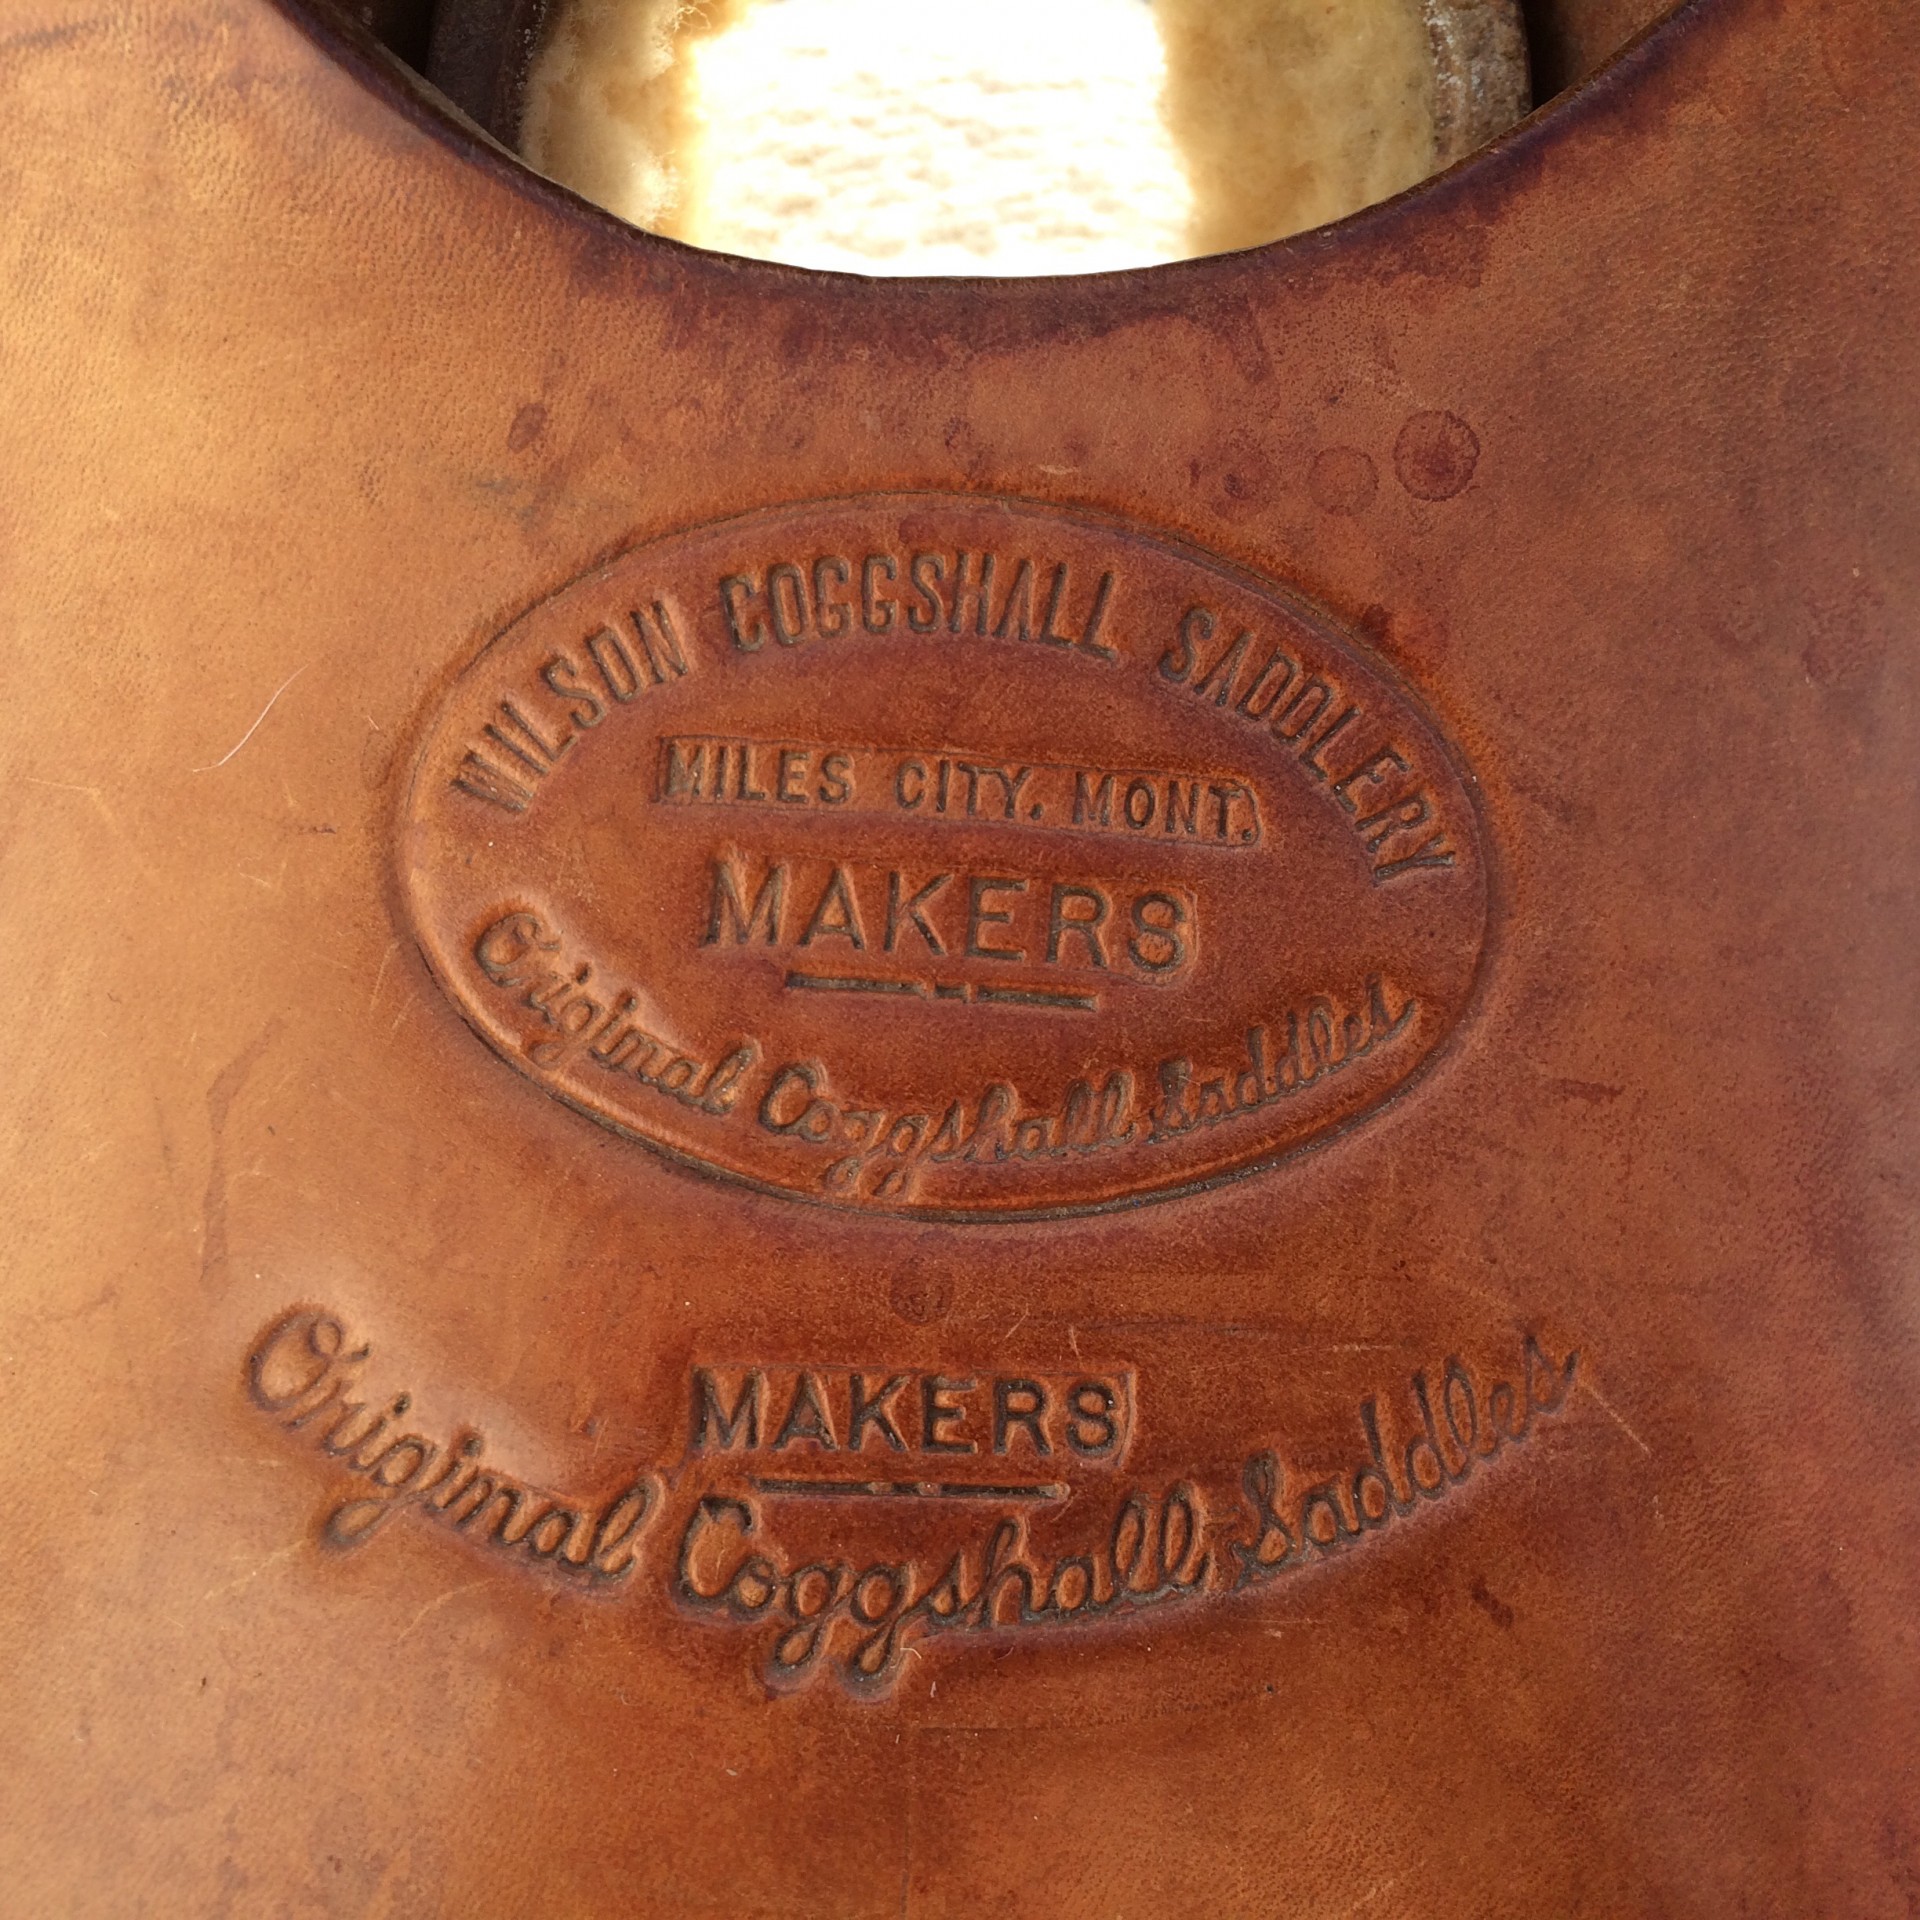 WILSON COGGSHALL SADDLERY
MILES CITY, MONT.
MAKERS
Original Coggshall Saddles
MAKERS
Original Coggshall Saddles